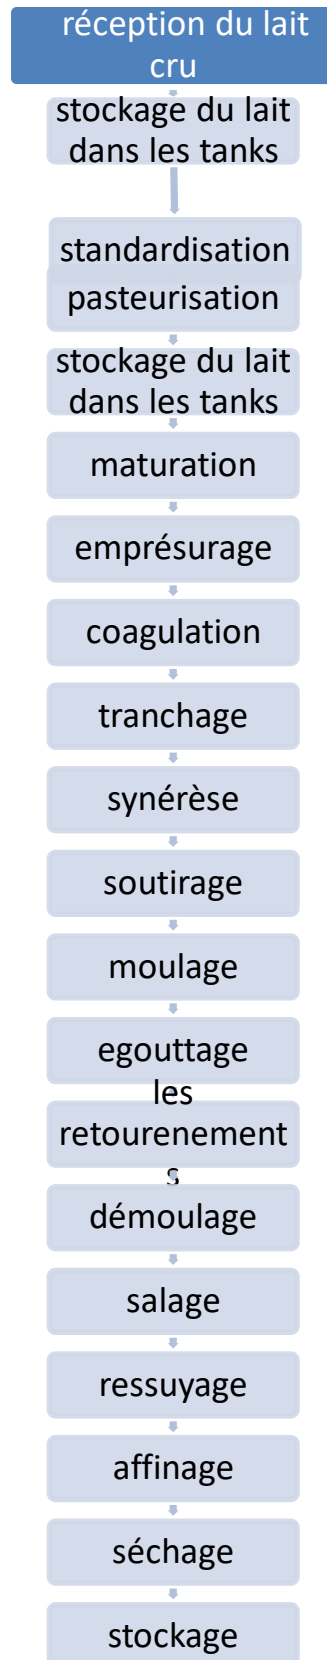 réception du lait
cru
stockage du lait
dans les tanks
standardisation
pasteurisation
stockage du lait
dans les tanks
maturation
emprésurage
coagulation
tranchage
synérèse
soutirage
moulage
egouttage
les
retourenement
s
démoulage
salage
ressuyage
affinage
séchage
stockage